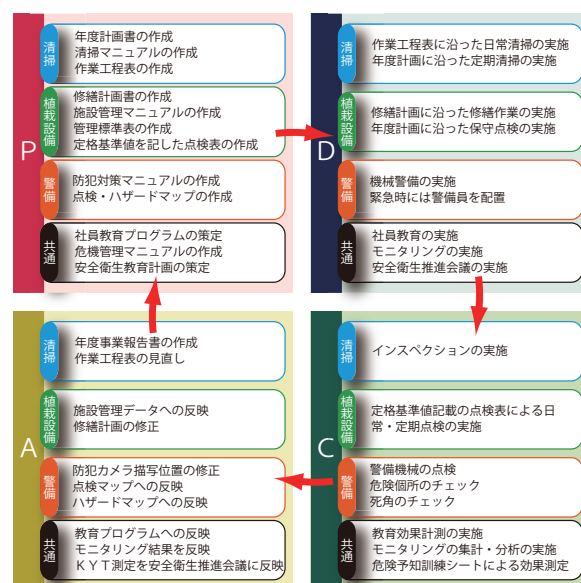 P
清掃
年度計画書の作成
清掃マニュアルの作成
作業工程表の作成
植栽設備
修繕計画書の作成
施設管理マニュアルの作成
管理標準表の作成
定格基準値を記した点検表の作成
警備
防犯対策マニュアルの作成
点検・ハザードマップの作成
共通
社員教育プログラムの策定
危機管理マニュアルの作成
安全衛生教育計画の策定
D
清掃
作業工程表に沿った日常清掃の実施
年度計画に沿った定期清掃の実施
植栽設備
修繕計画に沿った修繕作業の実施
年度計画に沿った保守点検の実施
警備
機械警備の実施
緊急時には警備員を配置
共通
社員教育の実施
モニタリングの実施
安全衛生推進会議の実施
A
清掃
年度事業報告書の作成
作業工程表の見直し
植栽設備
施設管理データへの反映
修繕計画の修正
警備
防犯カメラ描写位置の修正
点検マップへの反映
ハザードマップへの反映
共通
教育プログラムへの反映
モニタリング結果を反映
ＫＹＴ測定を安全衛生推進会議に反映
C
清掃
インスペクションの実施
植栽設備
定格基準値記載の点検表による日
常・定期点検の実施
警備
警備機械の点検
危険個所のチェック
死角のチェック
共通
教育効果計測の実施
モニタリングの集計・分析の実施
危険予知訓練シートによる効果測定